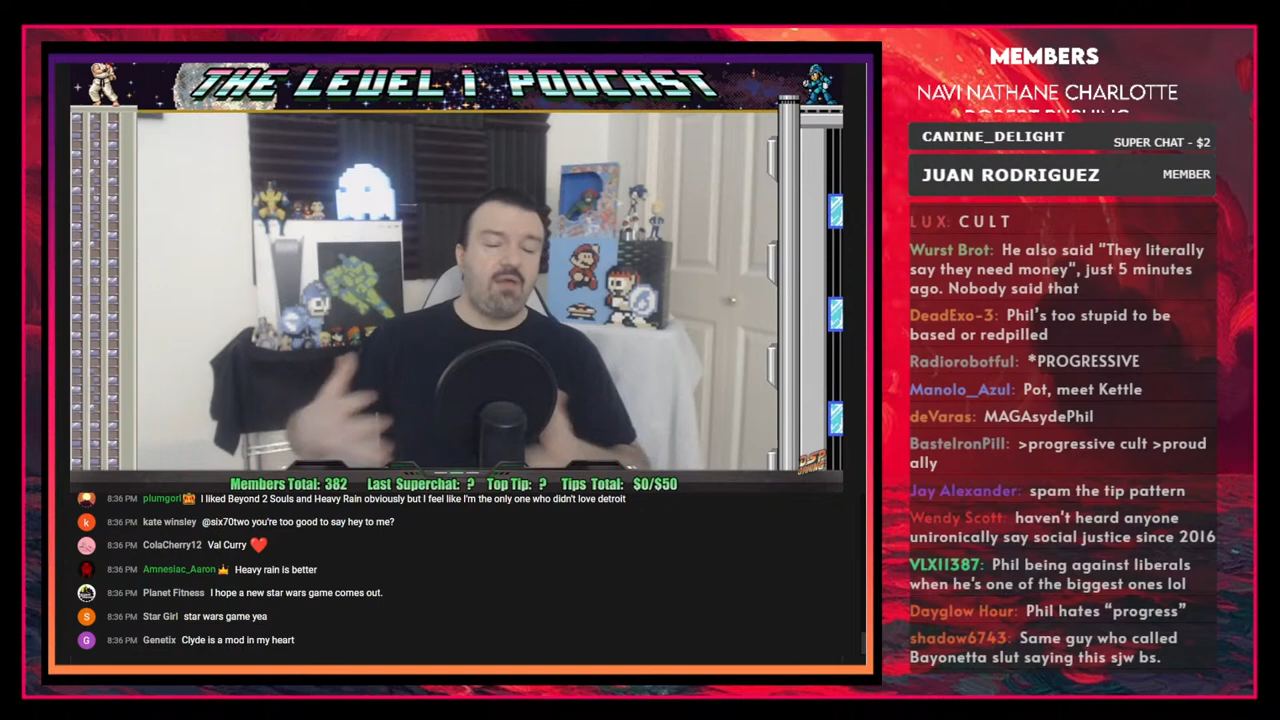 THE LEVEL 1 PODCAST
Members Total: 382 Last Superchat: ? Top Tip: ? Tips Total: $0/$50
8:36 PM plumgorl I liked Beyond 2 Souls and Heavy Rain obviously but I feel like I'm the only one who didn't love detroit
8:36 PM kate winsley @six70two you're too good to say hey to me?
8:36 PM ColaCherry12 Val Curry ❤️
8:36 PM Amnesiac_Aaron Heavy rain is better
8:36 PM Planet Fitness I hope a new star wars game comes out.
8:36 PM Star Girl star wars game yea
8:36 PM Genetix Clyde is a mod in my heart
MEMBERS
NAVI NATHANE CHARLOTTE
CANINE_DELIGHT SUPER CHAT - $2
JUAN RODRIGUEZ MEMBER
LUX: CULT
Wurst Brot: He also said "They literally
say they need money", just 5 minutes
ago. Nobody said that
DeadExo-3: Phil's too stupid to be
based or redpilled
Radiorobotful: *PROGRESSIVE
Manolo_Azul: Pot, meet Kettle
deVaras: MAGAsydePhil
BasteIronPill: >progressive cult >proud
ally
Jay Alexander: spam the tip pattern
Wendy Scott: haven't heard anyone
unironically say social justice since 2016
VLXII387: Phil being against liberals
when he's one of the biggest ones lol
Dayglow Hour: Phil hates “progress”
shadow6743: Same guy who called
Bayonetta slut saying this sjw bs.